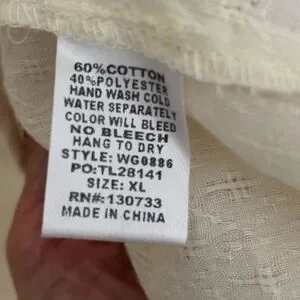 60%COTTON
40%POLYESTER
HAND WASH COLD
WATER SEPARATELY
COLOR WILL BLEED
NO BLEECH
HANG TO DRY
STYLE: WG0886
PO:TL28141
SIZE: XL
RN#:130733
MADE IN CHINA